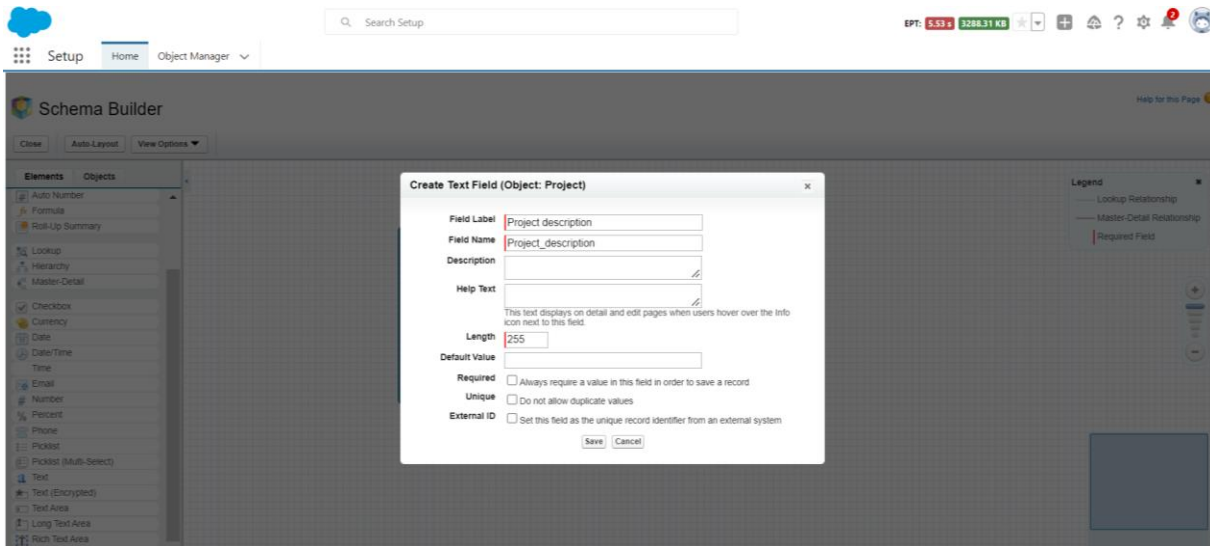 Search Setup
EPT: 5.53 s 3288.31 KB
2
Setup Home Object Manager
Schema Builder
Help for this Page
Close Auto-Layout View Options
Elements Objects
Auto Number
Formula
Roll-Up Summary
Lookup
Hierarchy
Master-Detail
Checkbox
Currency
Date
Date/Time
Time
Email
Number
Percent
Phone
Picklist
Picklist (Multi-Select)
Text
Text (Encrypted)
Text Area
Long Text Area
Rich Text Area
Create Text Field (Object: Project)
Field Label Project description
Field Name Project_description
Description
Help Text
This text displays on detail and edit pages when users hover over the Info
icon next to this field.
Length 255
Default Value
Required Always require a value in this field in order to save a record
Unique Do not allow duplicate values
External ID Set this field as the unique record identifier from an external system
Save Cancel
Legend
Lookup Relationship
Master-Detail Relationship
Required Field